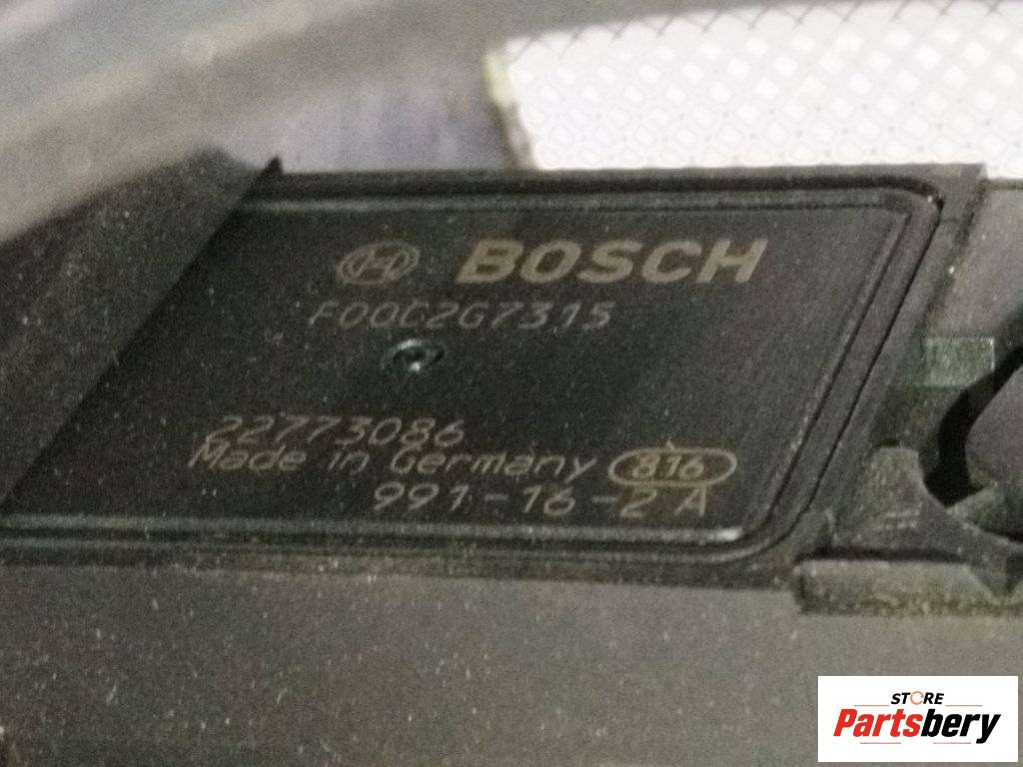 BOSCH
F00C2G7315
22773086
Made in Germany 816
991-16-2 A
STORE
Partsbery